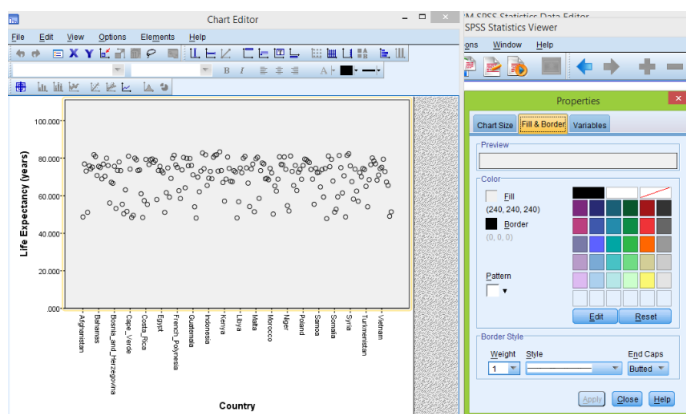 Chart Editor
File Edit View Options Elements Help
X Y
B I
A
100.000
80.000
60.000
40.000
20.000
.000
Life Expectancy (years)
Afghanistan
Bahames
Bosnia_and_Herzegovina
Cape_Verde
Costa_Rica
Egypt
French_Polynesia
Guatemala
Indonesia
Kenya
Libya
Malta
Morocco
Niger
Poland
Samoa
Somalia
Syria
Turkmenistan
Vietnam
Country
M SPSS Statistics Data Editor
SPSS Statistics Viewer
ons Window Help
Properties
Chart Size Fill & Border Variables
Preview
Color
Fill
(240, 240, 240)
Border
(0, 0, 0)
Pattern
Edit Reset
Border Style
Weight Style End Caps
1 Butted
Apply Close Help